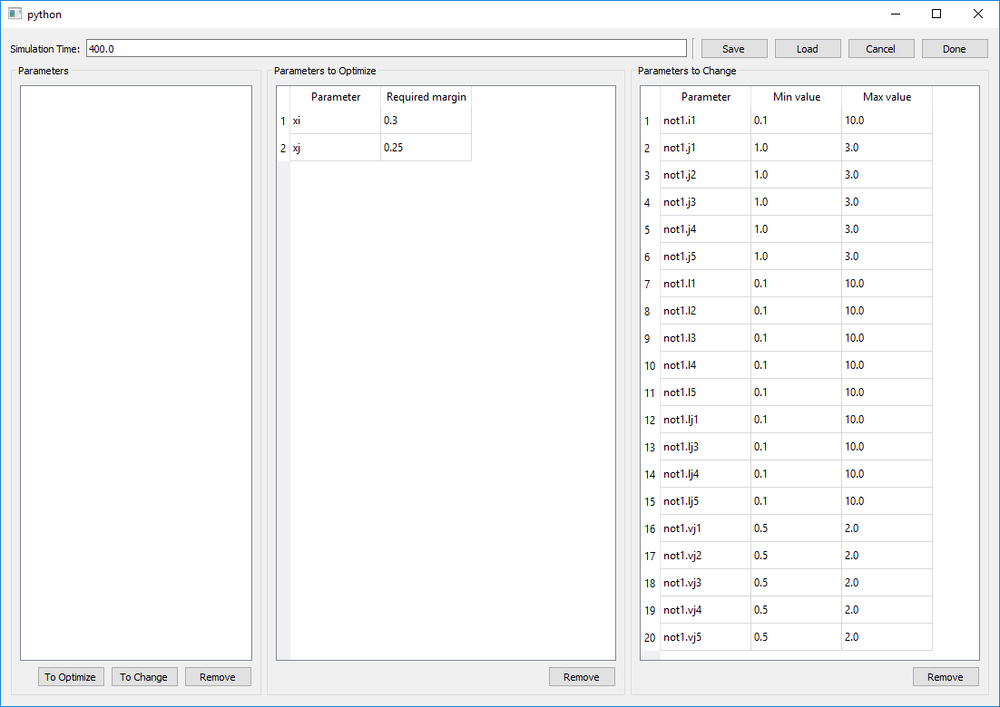 python
Simulation Time: 400.0 Save Load Cancel Done
Parameters
To Optimize To Change Remove
Parameters to Optimize
Parameter Required margin
1 xi 0.3
2 xj 0.25
Remove
Parameters to Change
Parameter Min value Max value
1 not1.i1 0.1 10.0
2 not1.j1 1.0 3.0
3 not1.j2 1.0 3.0
4 not1.j3 1.0 3.0
5 not1.j4 1.0 3.0
6 not1.j5 1.0 3.0
7 not1.l1 0.1 10.0
8 not1.l2 0.1 10.0
9 not1.l3 0.1 10.0
10 not1.l4 0.1 10.0
11 not1.l5 0.1 10.0
12 not1.lj1 0.1 10.0
13 not1.lj3 0.1 10.0
14 not1.lj4 0.1 10.0
15 not1.lj5 0.1 10.0
16 not1.vj1 0.5 2.0
17 not1.vj2 0.5 2.0
18 not1.vj3 0.5 2.0
19 not1.vj4 0.5 2.0
20 not1.vj5 0.5 2.0
Remove